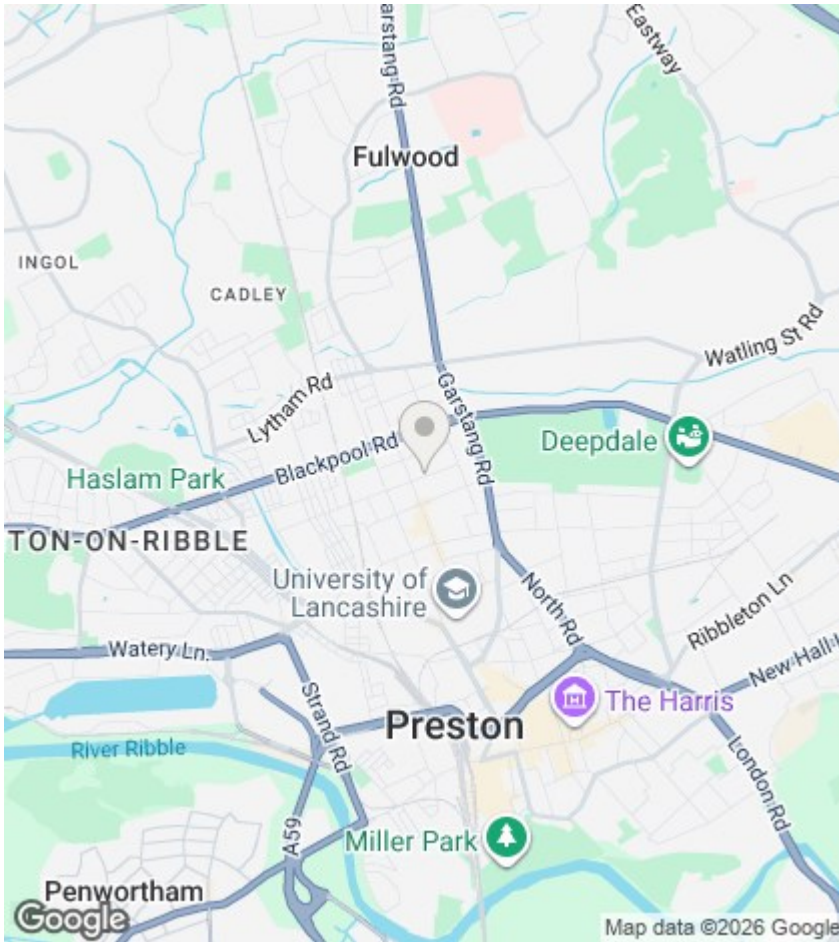 Eastway
arstang Rd
Fulwood
INGOL
CADLEY
Watling St Rd
Lytham Rd
Garstang Rd
Deepdale
Blackpool Rd
Haslam Park
TON-ON-RIBBLE
University of
Lancashire
North Rd
Ribbleton Ln
Watery Ln.
New Hall L
Strand Rd
The Harris
Preston
River Ribble
London Rd
A59
Miller Park
Penwortham
Google
Map data ©2026 Google